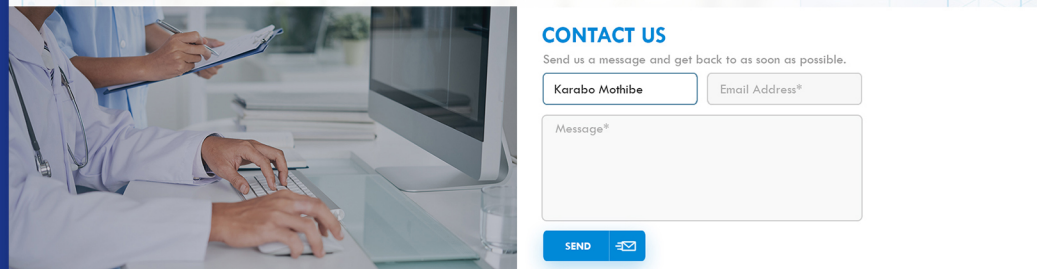 CONTACT US
Send us a message and get back to as soon as possible.
Karabo Mothibe Email Address*
Message*
SEND